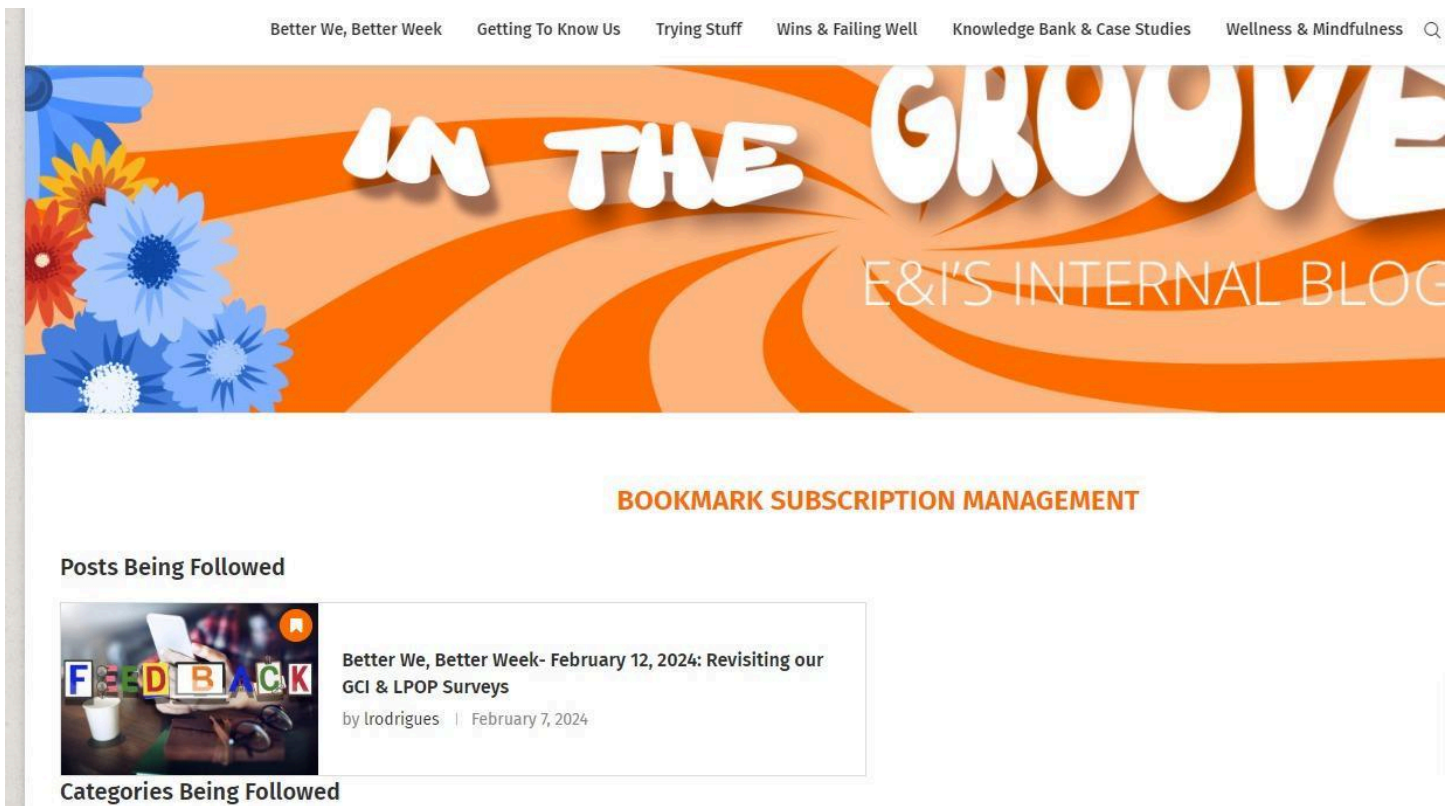 Better We, Better Week Getting To Know Us Trying Stuff Wins & Failing Well Knowledge Bank & Case Studies Wellness & Mindfulness
IN THE GROOVE
E&I'S INTERNAL BLOG
BOOKMARK SUBSCRIPTION MANAGEMENT
Posts Being Followed
FEEDBACK
Better We, Better Week- February 12, 2024: Revisiting our
GCI & LPOP Surveys
by lrodrigues | February 7, 2024
Categories Being Followed